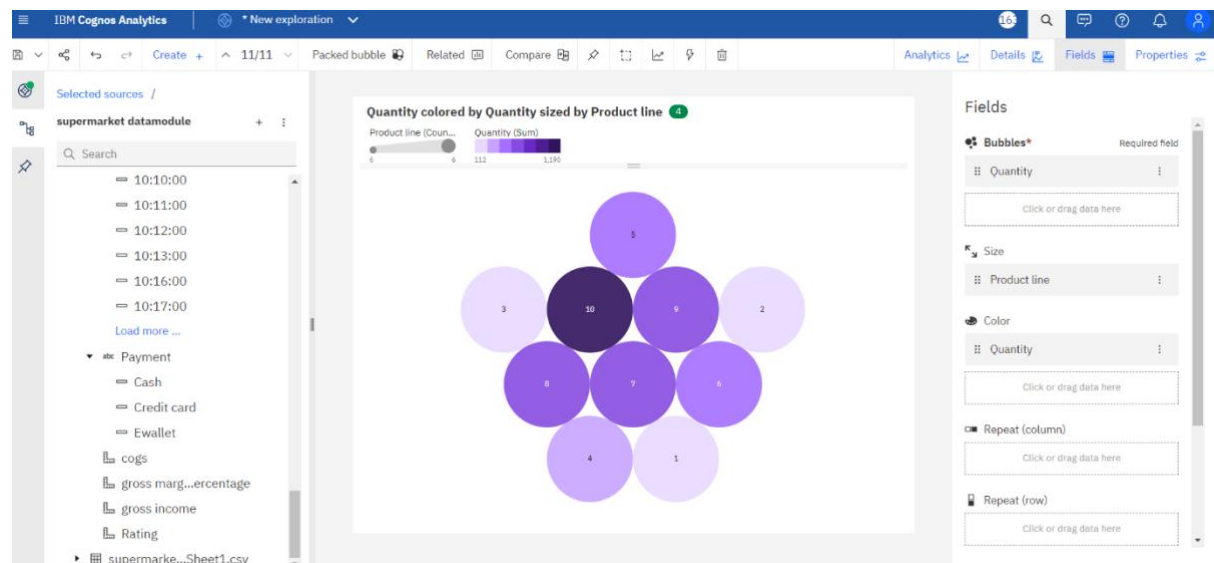 IBM Cognos Analytics
* New exploration
16
Create +
11/11
Packed bubble
Related
Compare
Analytics
Details
Fields
Properties
Selected sources /
supermarket datamodule
Search
10:10:00
10:11:00
10:12:00
10:13:00
10:16:00
10:17:00
Load more ...
abc Payment
Cash
Credit card
Ewallet
cogs
gross marg...ercentage
gross income
Rating
supermarke...Sheet1.csv
Quantity colored by Quantity sized by Product line 4
Product line (Coun...
Quantity (Sum)
6 6
112 1,190
5
3 10 9 2
8 7 6
4 1
Fields
Bubbles* Required field
Quantity
Click or drag data here
Size
Product line
Color
Quantity
Click or drag data here
Repeat (column)
Click or drag data here
Repeat (row)
Click or drag data here